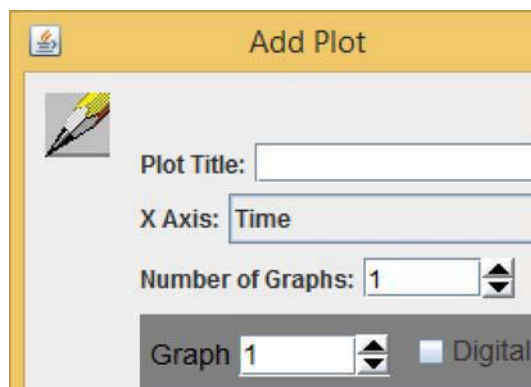 Add Plot
Plot Title:
X Axis: Time
Number of Graphs: 1
Graph 1 Digital